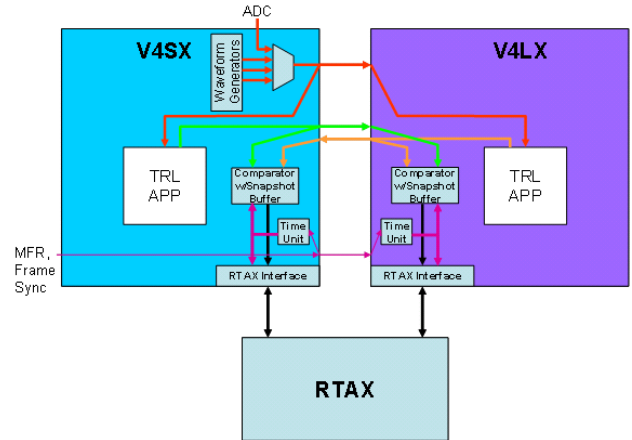 ADC
V4SX
V4LX
Waveform
Generators
TRL
APP
TRL
APP
Comparator
w/Snapshot
Buffer
Comparator
w/Snapshot
Buffer
Time
Unit
Time
Unit
MFR,
Frame
Sync
RTAX Interface
RTAX Interface
RTAX